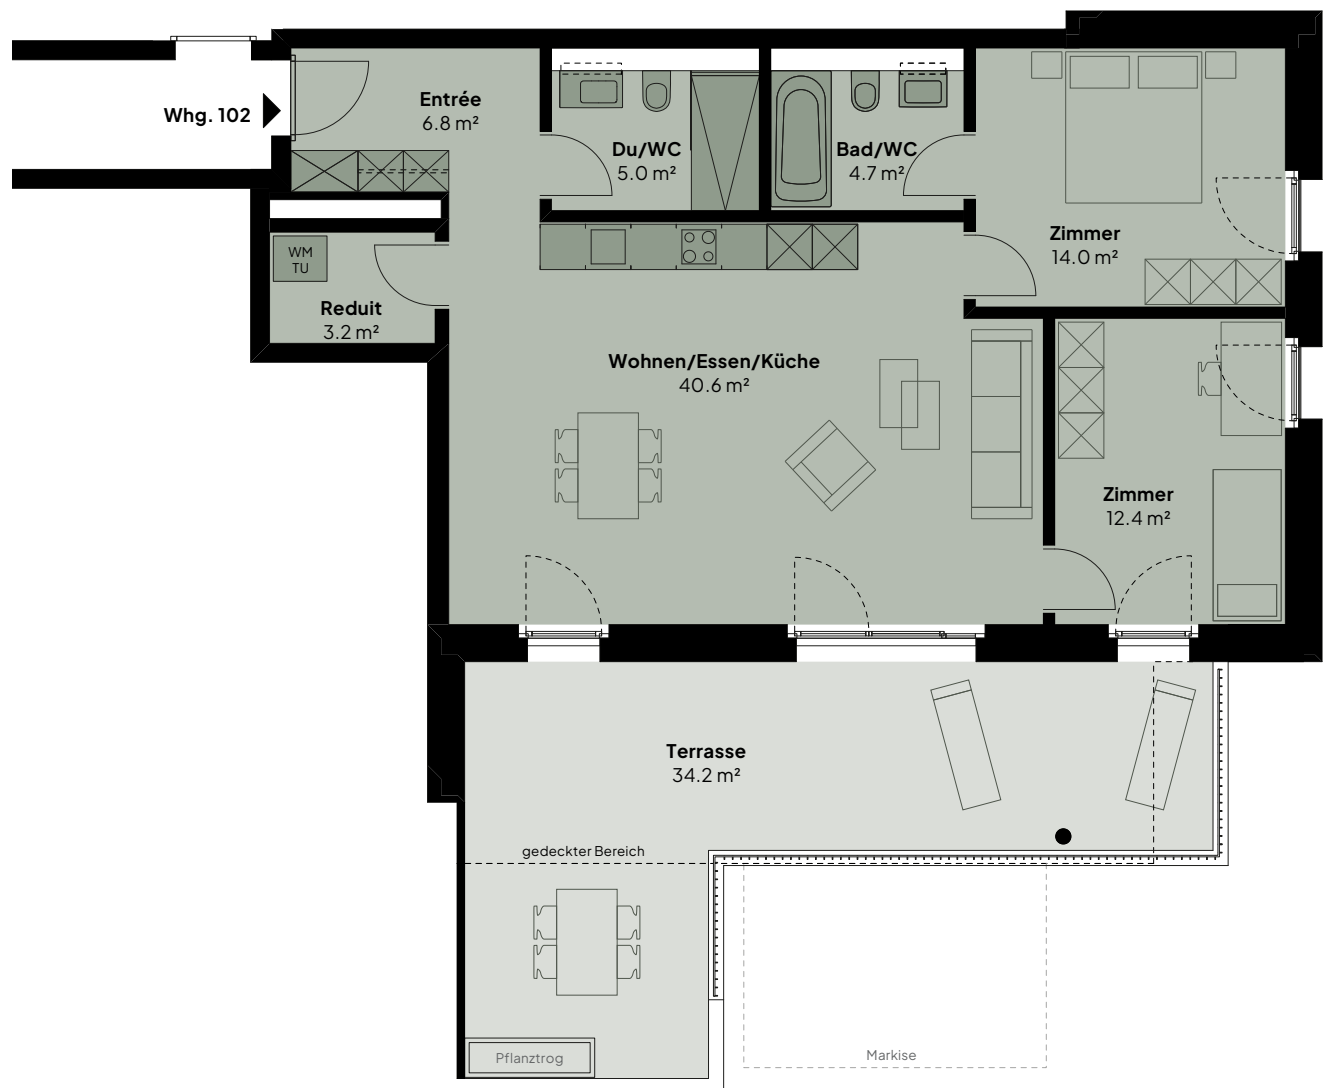 Whg. 102
Entrée
6.8 m²
Du/WC
5.0 m²
Bad/WC
4.7 m²
Zimmer
14.0 m²
WM
TU
Reduit
3.2 m²
Wohnen/Essen/Küche
40.6 m²
Zimmer
12.4 m²
Terrasse
34.2 m²
gedeckter Bereich
Pflanztrog
Markise